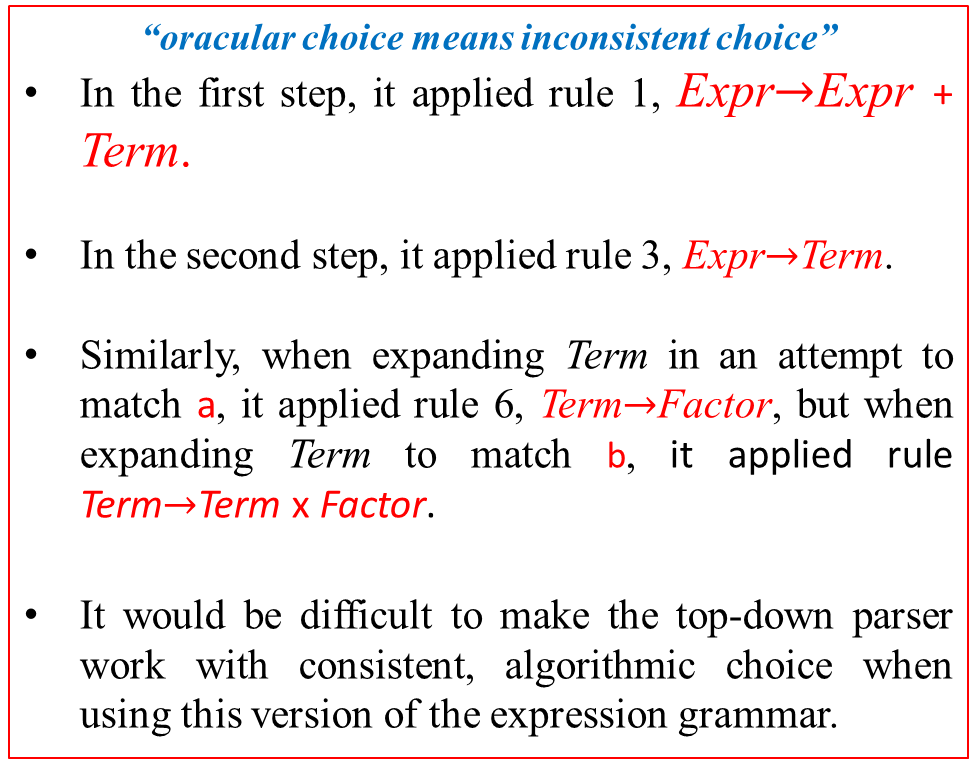 “oracular choice means inconsistent choice”
• In the first step, it applied rule 1, Expr→Expr +
Term.
• In the second step, it applied rule 3, Expr→Term.
• Similarly, when expanding Term in an attempt to
match a, it applied rule 6, Term→Factor, but when
expanding Term to match b, it applied rule
Term→Term x Factor.
• It would be difficult to make the top-down parser
work with consistent, algorithmic choice when
using this version of the expression grammar.